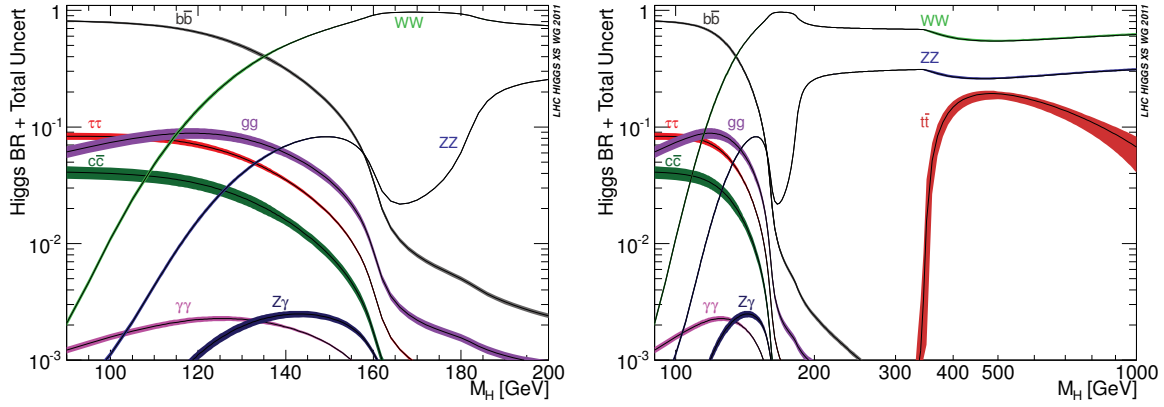 Higgs BR + Total Uncert
1
10⁻¹
10⁻²
10⁻³
bb̄
WW
ττ
gg
ZZ
cc̄
γγ
Zγ
LHC HIGGS XS WG 2011
100 120 140 160 180 200
M_H [GeV]
Higgs BR + Total Uncert
1
10⁻¹
10⁻²
10⁻³
bb̄
WW
ZZ
ττ
gg
tt̄
cc̄
γγ
Zγ
LHC HIGGS XS WG 2011
100 200 300 400 500 1000
M_H [GeV]